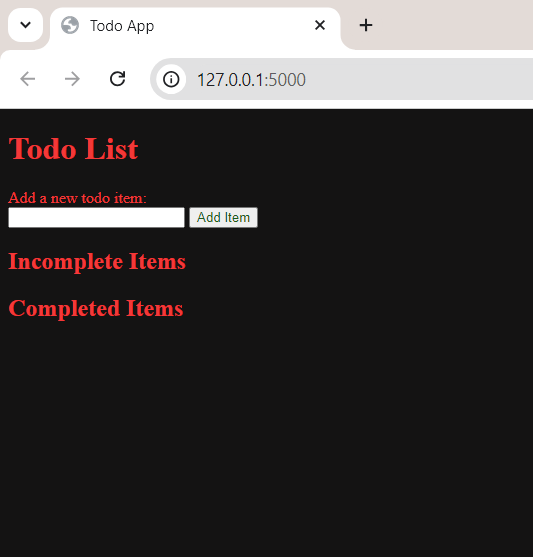 Todo App
127.0.0.1:5000
Todo List
Add a new todo item:
Add Item
Incomplete Items
Completed Items